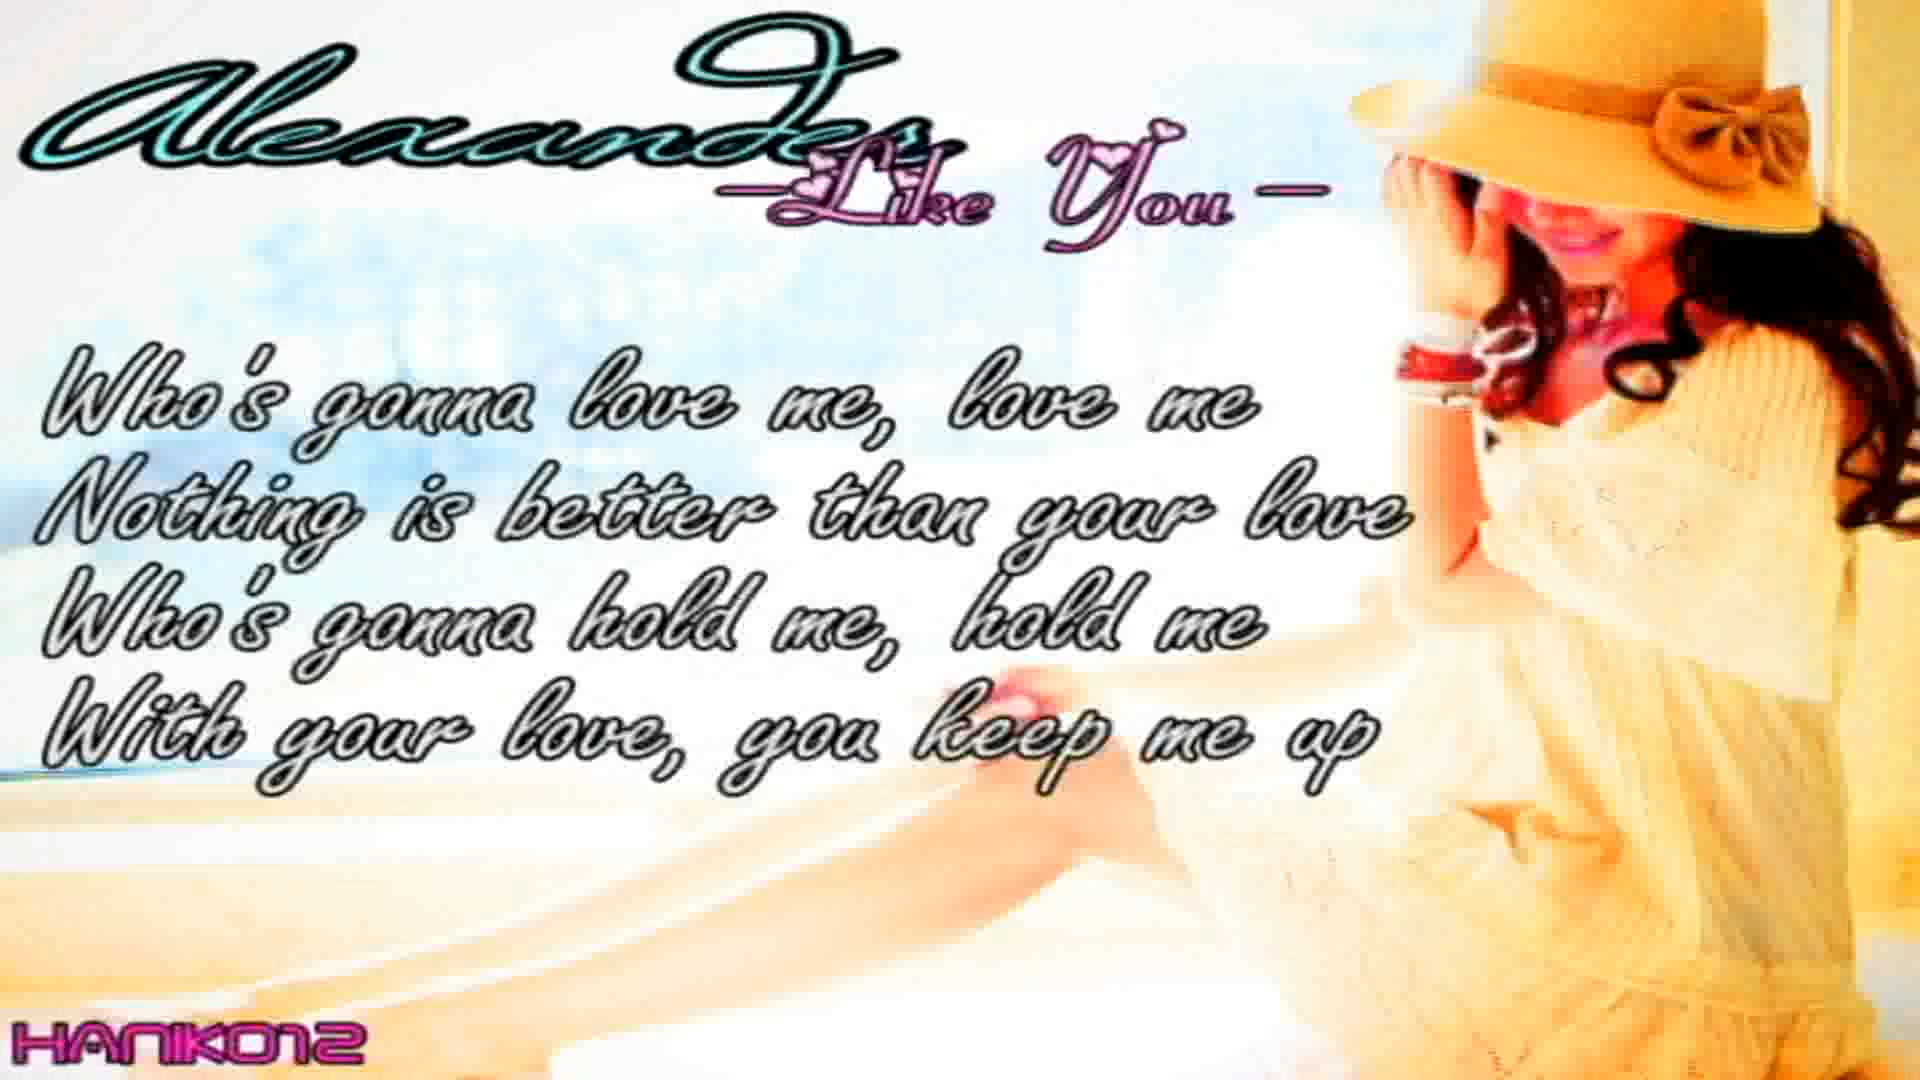 Alexander
-Like You-
Who's gonna love me, love me
Nothing is better than your love
Who's gonna hold me, hold me
With your love, you keep me up
HANIKO12